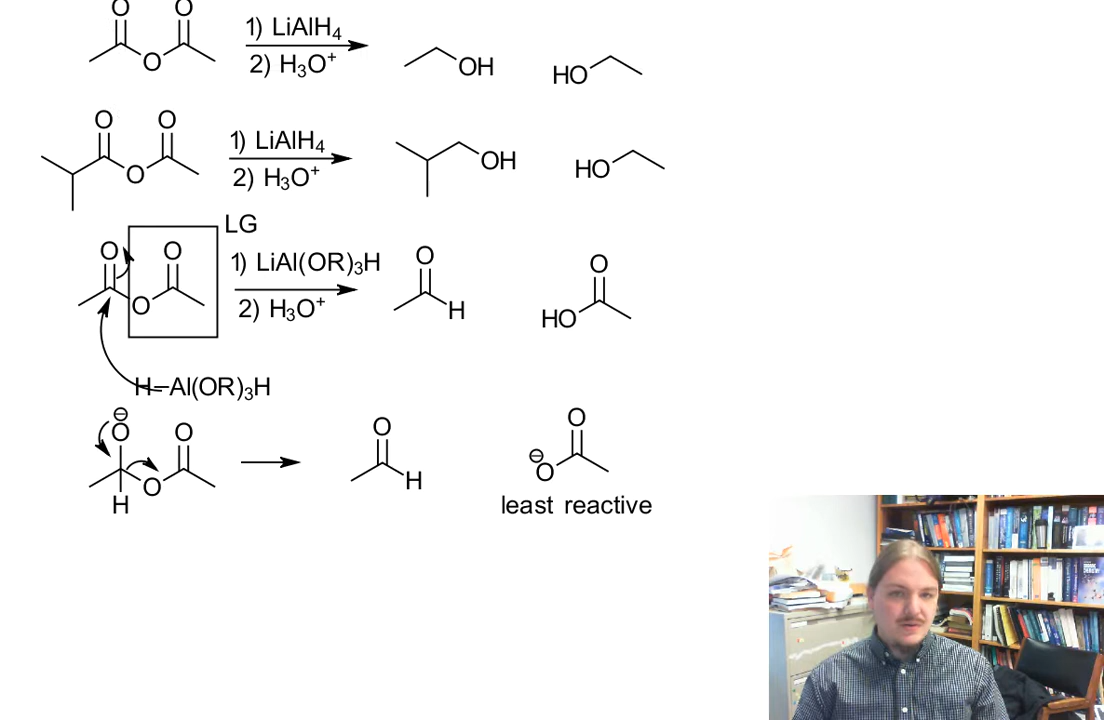 O O
O
1) LiAlH4
2) H3O+
OH
HO
O O
O
1) LiAlH4
2) H3O+
OH
HO
LG
O O
O
1) LiAl(OR)3H
2) H3O+
O
H
O
HO
H–Al(OR)3H
⊖
O O
O
H
O
H
O
⊖
O
least reactive